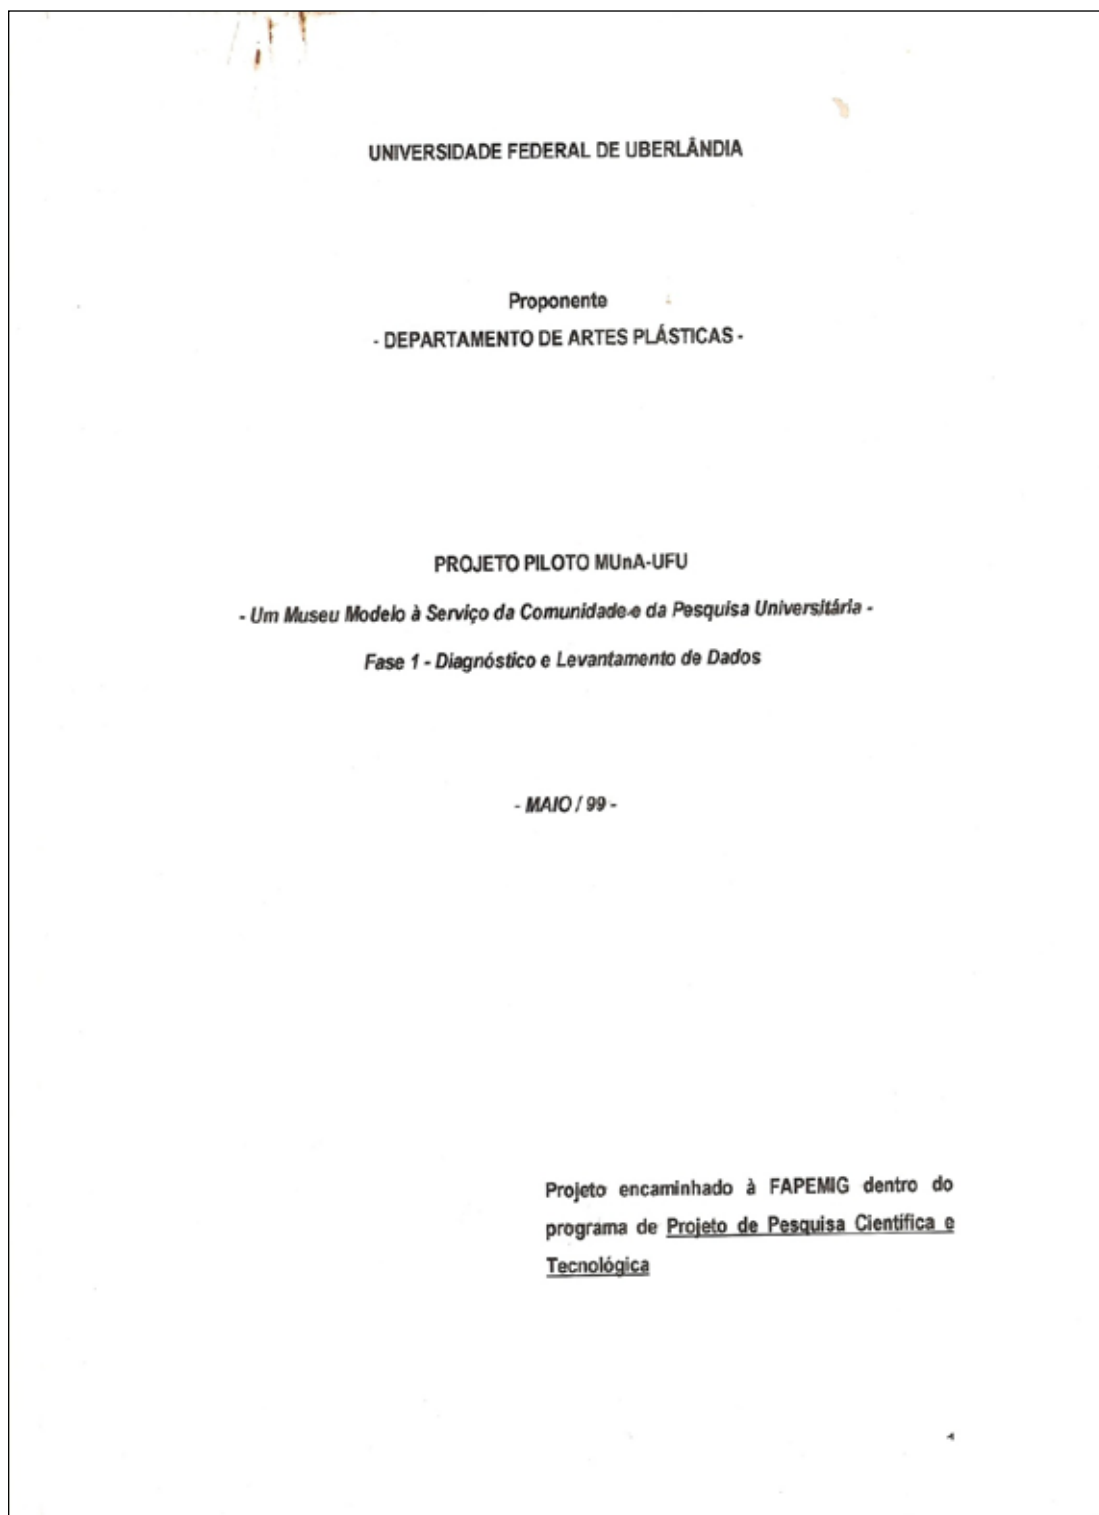 UNIVERSIDADE FEDERAL DE UBERLÂNDIA
Proponente
- DEPARTAMENTO DE ARTES PLÁSTICAS -
PROJETO PILOTO MUnA-UFU
- Um Museu Modelo à Serviço da Comunidade e da Pesquisa Universitária -
Fase 1 - Diagnóstico e Levantamento de Dados
- MAIO / 99 -
Projeto encaminhado à FAPEMIG dentro do
programa de Projeto de Pesquisa Científica e
Tecnológica